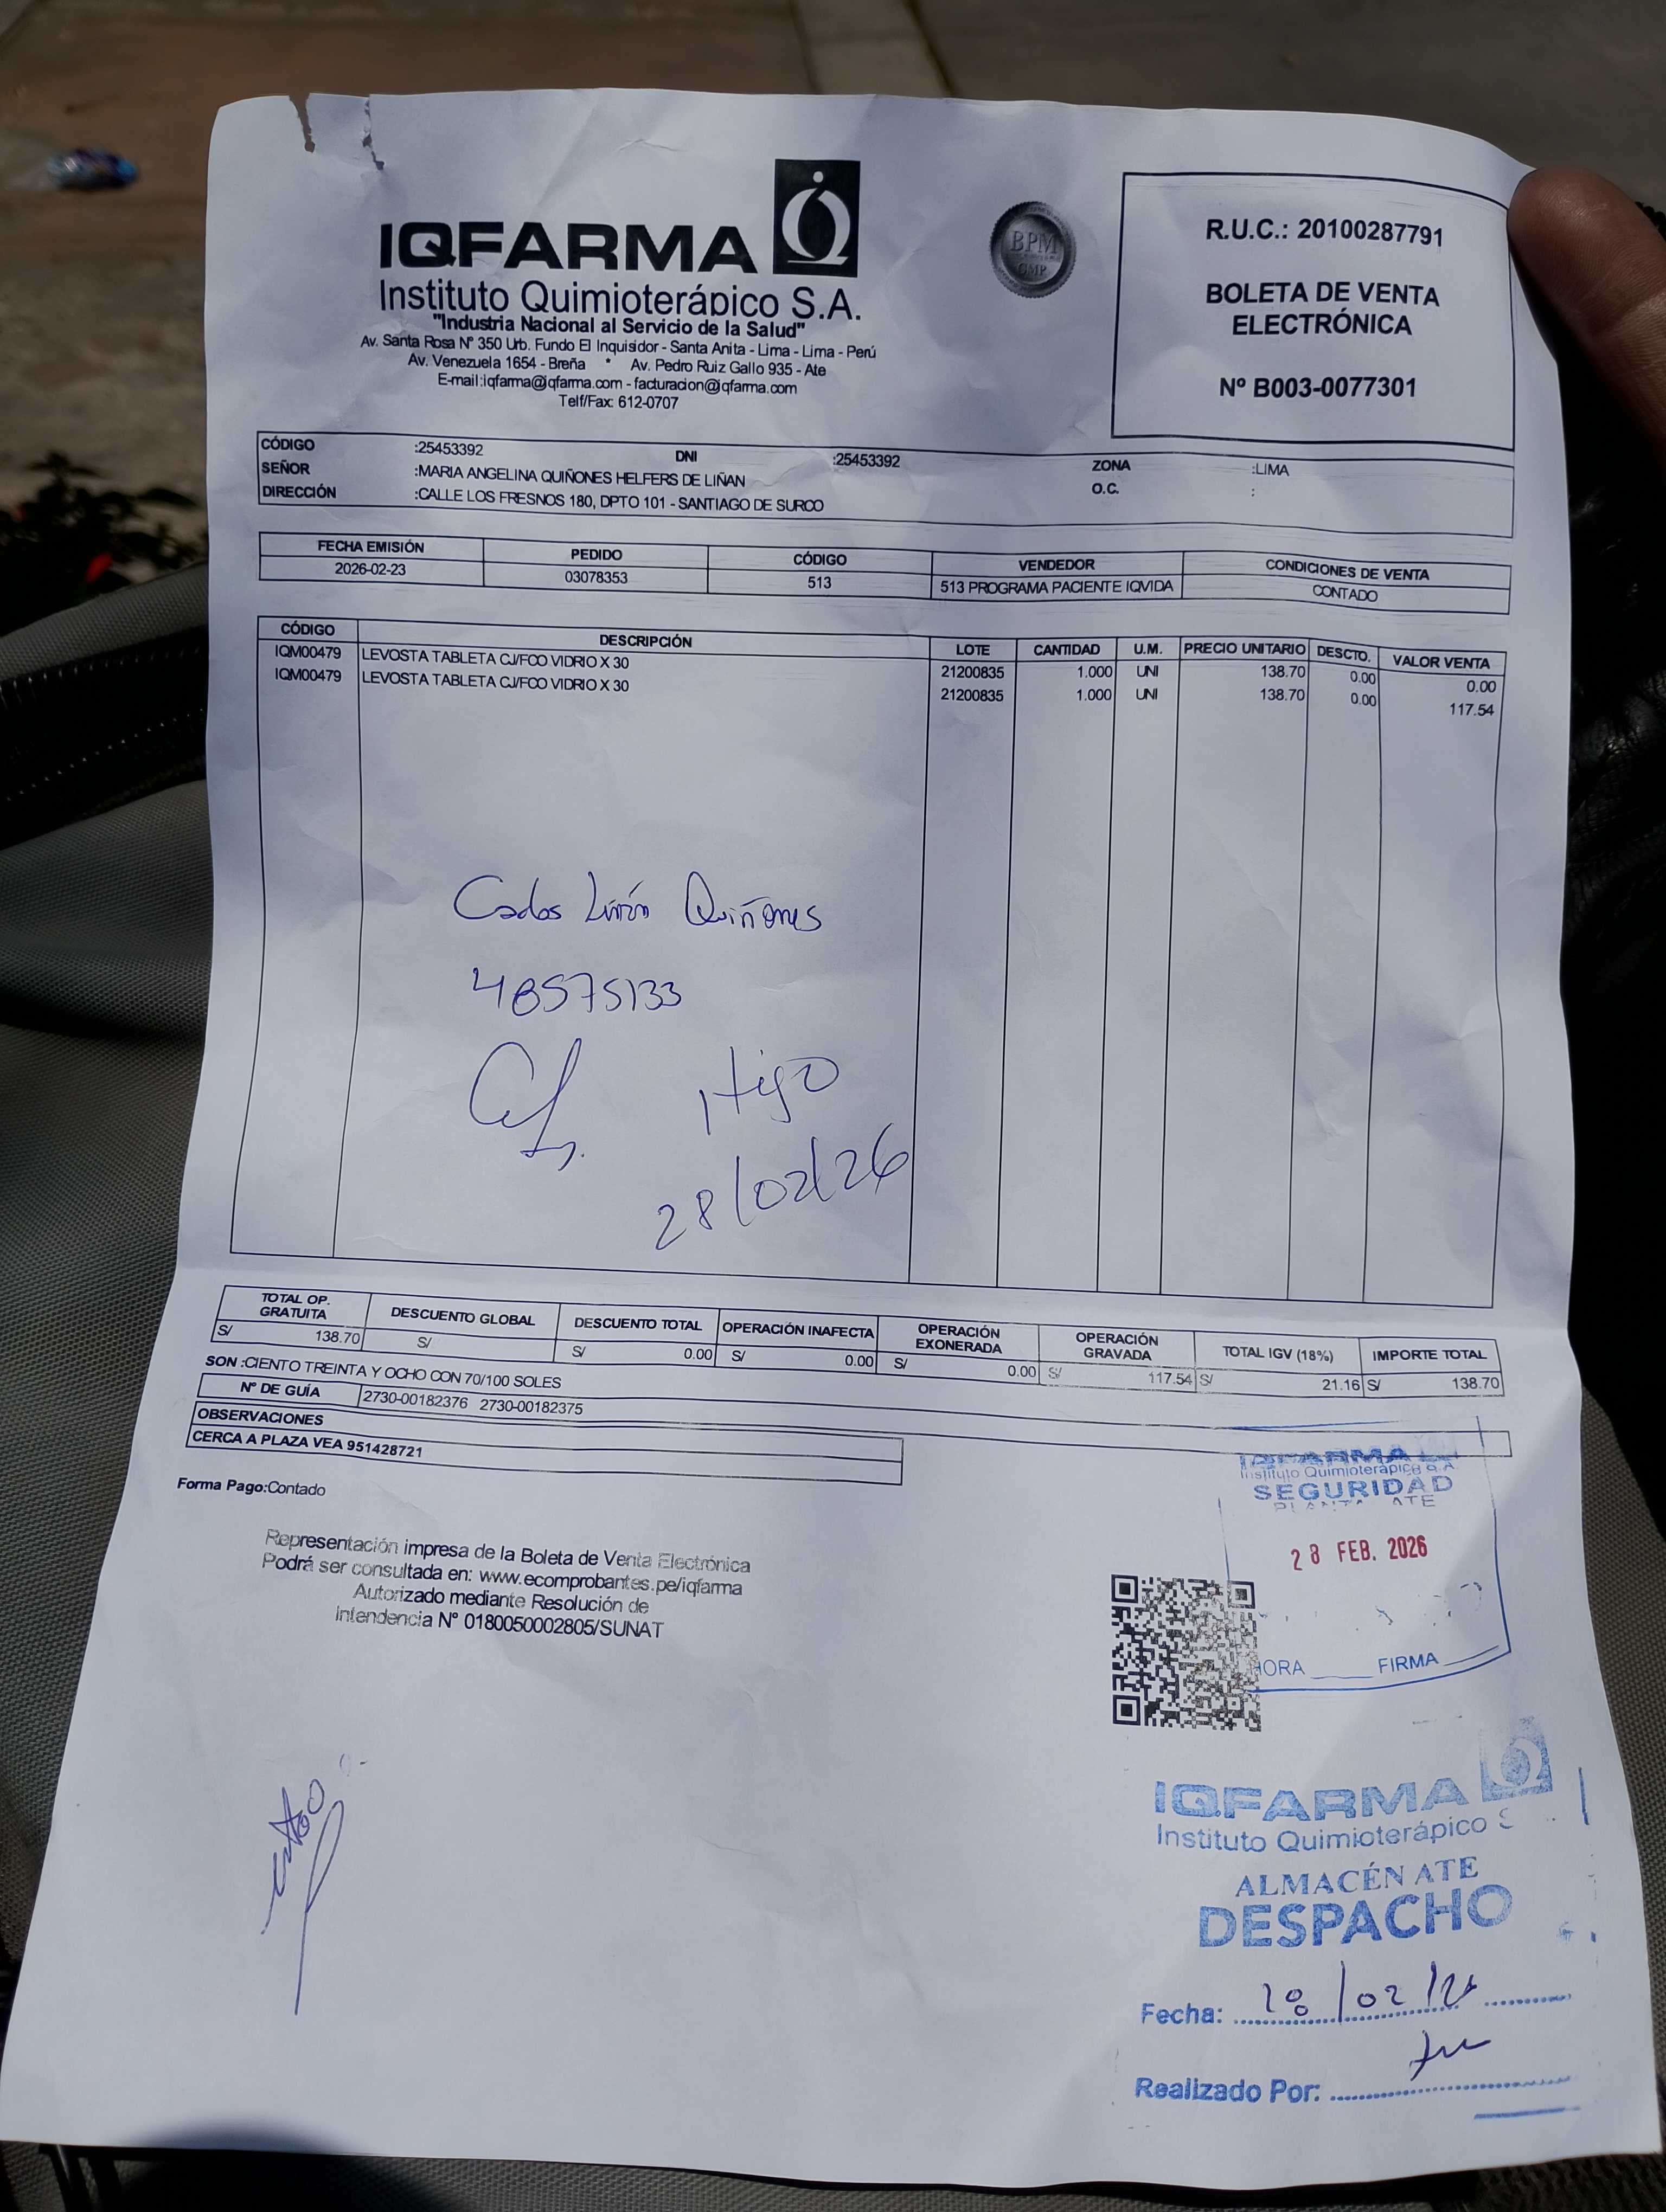 IQFARMA
Instituto Quimioterápico S.A.
"Industria Nacional al Servicio de la Salud"
Av. Santa Rosa Nº 350 Urb. Fundo El Inquisidor - Santa Anita - Lima - Lima - Perú
Av. Venezuela 1654 - Breña * Av. Pedro Ruiz Gallo 935 - Ate
E-mail:iqfarma@iqfarma.com - facturacion@iqfarma.com
Telf/Fax: 612-0707
BPM
GMP
R.U.C.: 20100287791
BOLETA DE VENTA
ELECTRÓNICA
Nº B003-0077301
CÓDIGO :25453392 DNI :25453392 ZONA :LIMA
SEÑOR :MARIA ANGELINA QUIÑONES HELFERS DE LIÑAN O.C. :
DIRECCIÓN :CALLE LOS FRESNOS 180, DPTO 101 - SANTIAGO DE SURCO
FECHA EMISIÓN PEDIDO CÓDIGO VENDEDOR CONDICIONES DE VENTA
2026-02-23 03078353 513 513 PROGRAMA PACIENTE IQVIDA CONTADO
CÓDIGO DESCRIPCIÓN LOTE CANTIDAD U.M. PRECIO UNITARIO DESCTO. VALOR VENTA
IQM00479 LEVOSTA TABLETA CJ/FCO VIDRIO X 30 21200835 1.000 UNI 138.70 0.00 0.00
IQM00479 LEVOSTA TABLETA CJ/FCO VIDRIO X 30 21200835 1.000 UNI 138.70 0.00 117.54
Carlos Liñán Quiñones
48575133
Hijo
28/02/26
TOTAL OP. GRATUITA DESCUENTO GLOBAL DESCUENTO TOTAL OPERACIÓN INAFECTA OPERACIÓN EXONERADA OPERACIÓN GRAVADA TOTAL IGV (18%) IMPORTE TOTAL
S/ 138.70 S/ S/ 0.00 S/ 0.00 S/ 0.00 S/ 117.54 S/ 21.16 S/ 138.70
SON :CIENTO TREINTA Y OCHO CON 70/100 SOLES
Nº DE GUÍA 2730-00182376 2730-00182375
OBSERVACIONES
CERCA A PLAZA VEA 951428721
Forma Pago:Contado
Representación impresa de la Boleta de Venta Electrónica
Podrá ser consultada en: www.ecomprobantes.pe/iqfarma
Autorizado mediante Resolución de
Intendencia Nº 0180050002805/SUNAT
IQFARMA
Instituto Quimioterápico S.A.
SEGURIDAD
PLANTA ATE
28 FEB. 2026
HORA FIRMA
IQFARMA
Instituto Quimioterápico S
ALMACÉN ATE
DESPACHO
Fecha: 28/02/26
Realizado Por: